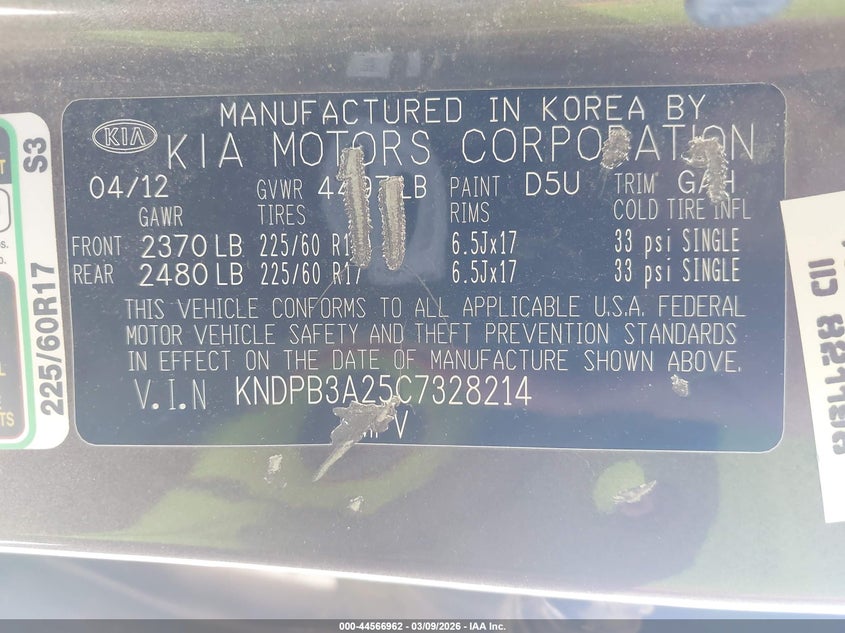 MANUFACTURED IN KOREA BY
KIA
KIA MOTORS CORPORATION
04/12 GVWR LB PAINT D5U TRIM
GAWR TIRES RIMS COLD TIRE INFL
FRONT 2370 LB 225/60 R17 6.5Jx17 33 psi SINGLE
REAR 2480 LB 225/60 R17 6.5Jx17 33 psi SINGLE
THIS VEHICLE CONFORMS TO ALL APPLICABLE U.S.A. FEDERAL
MOTOR VEHICLE SAFETY AND THEFT PREVENTION STANDARDS
IN EFFECT ON THE DATE OF MANUFACTURE SHOWN ABOVE.
V.I.N KNDPB3A25C7328214
S3
225/60R17
000-44566962 - 03/09/2026 - IAA Inc.